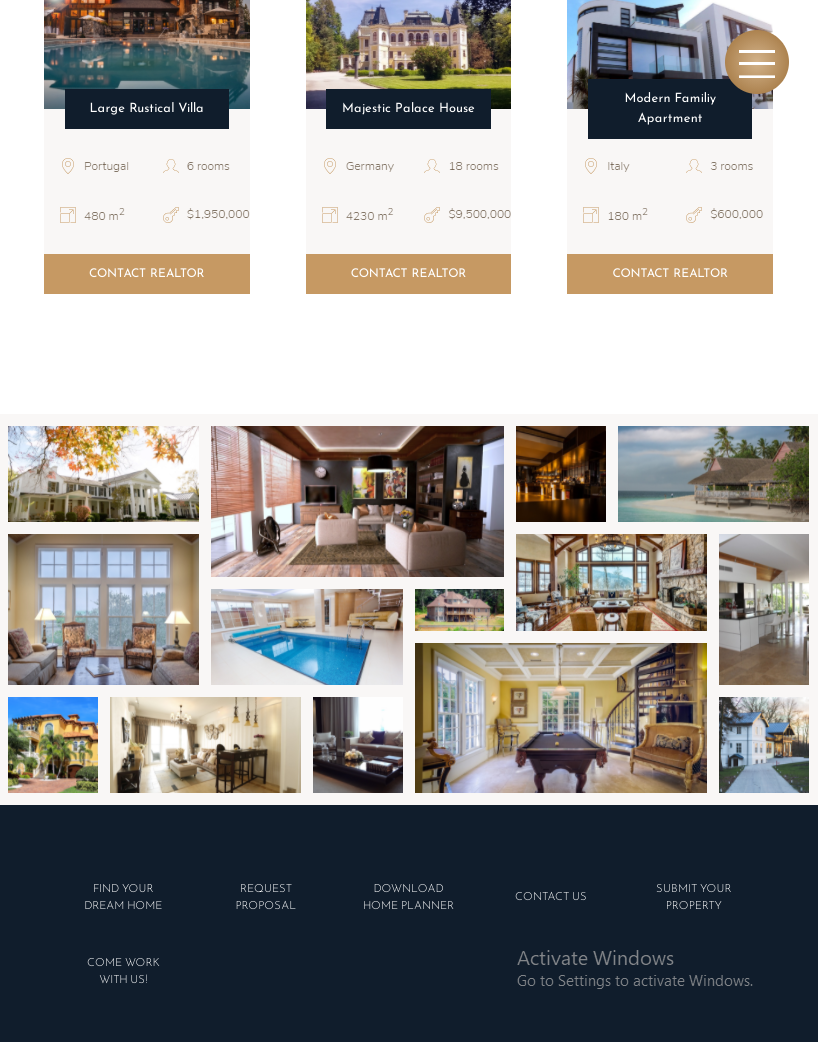 Large Rustical Villa
Portugal
6 rooms
480 m2
$1,950,000
CONTACT REALTOR
Majestic Palace House
Germany
18 rooms
4230 m2
$9,500,000
CONTACT REALTOR
Modern Familiy
Apartment
Italy
3 rooms
180 m2
$600,000
CONTACT REALTOR
FIND YOUR
DREAM HOME
REQUEST
PROPOSAL
DOWNLOAD
HOME PLANNER
CONTACT US
SUBMIT YOUR
PROPERTY
COME WORK
WITH US!
Activate Windows
Go to Settings to activate Windows.